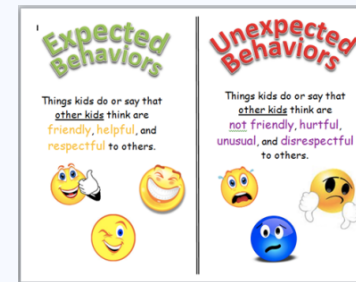 Expected
Behaviors
Things kids do or say that
other kids think are
friendly, helpful, and
respectful to others.
Unexpected
Behaviors
Things kids do or say that
other kids think are
not friendly, hurtful,
unusual, and disrespectful
to others.